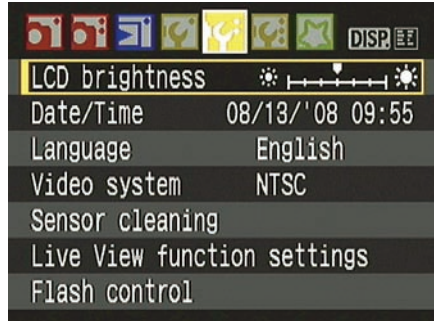 DISP.
LCD brightness
Date/Time 08/13/'08 09:55
Language English
Video system NTSC
Sensor cleaning
Live View function settings
Flash control